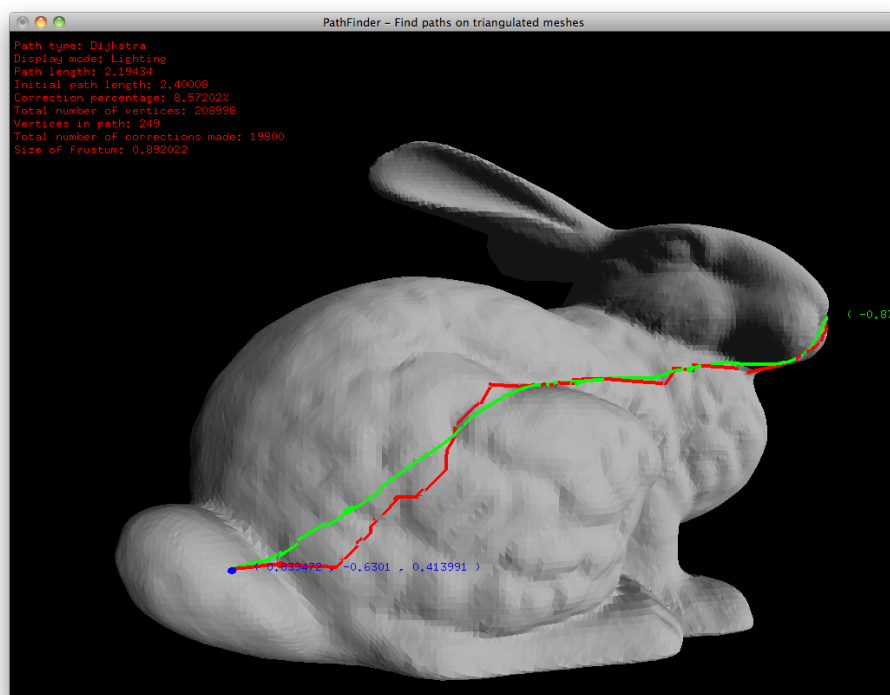 PathFinder - Find paths on triangulated meshes
Path type: Dijkstra
Display mode: Lighting
Path length: 2.19434
Initial path length: 2.40008
Correction percentage: 8.57202%
Total number of vertices: 208998
Vertices in path: 249
Total number of corrections made: 19800
Size of frustum: 0.892022
( -0.87
( 0.839472 , -0.6301 , 0.413991 )